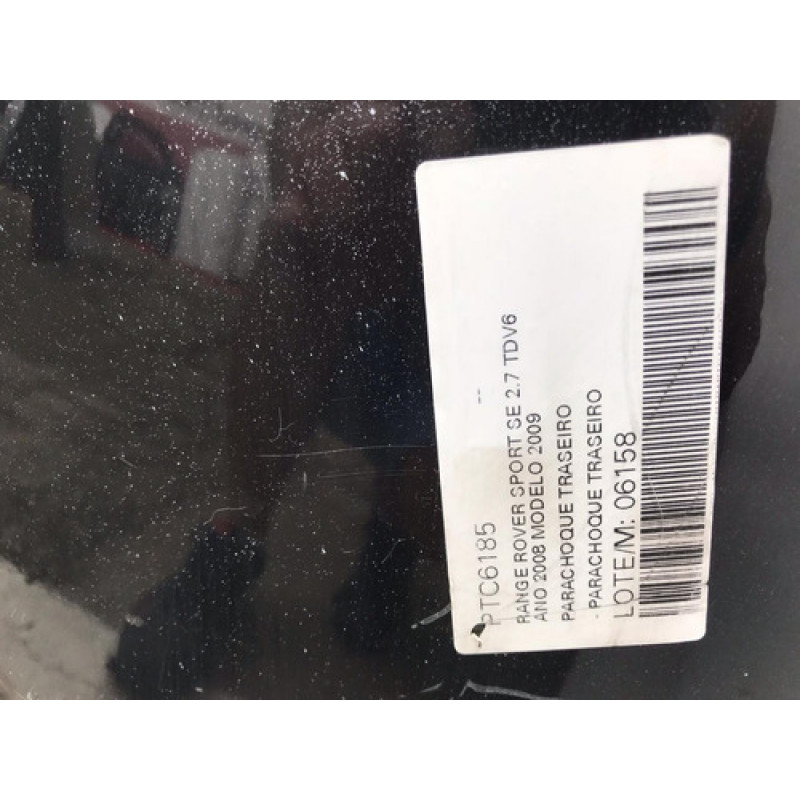 PTC6185 --
RANGE ROVER SPORT SE 2.7 TDV6
ANO 2008 MODELO 2009
PARACHOQUE TRASEIRO
- PARACHOQUE TRASEIRO
LOTE/M: 06158